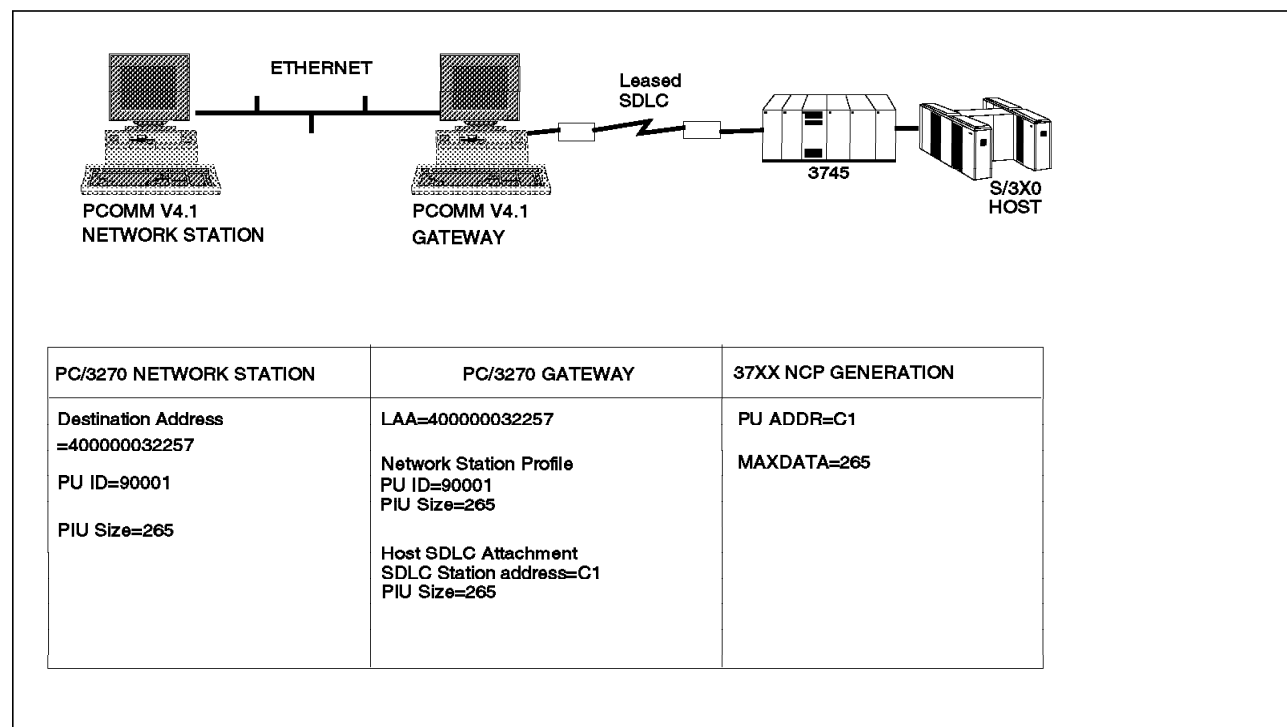 ETHERNET
Leased
SDLC
3745
S/3X0
HOST
PCOMM V4.1
NETWORK STATION
PCOMM V4.1
GATEWAY
PC/3270 NETWORK STATION
PC/3270 GATEWAY
37XX NCP GENERATION
Destination Address
=400000032257
PU ID=90001
PIU Size=265
LAA=400000032257
Network Station Profile
PU ID=90001
PIU Size=265
Host SDLC Attachment
SDLC Station address=C1
PIU Size=265
PU ADDR=C1
MAXDATA=265